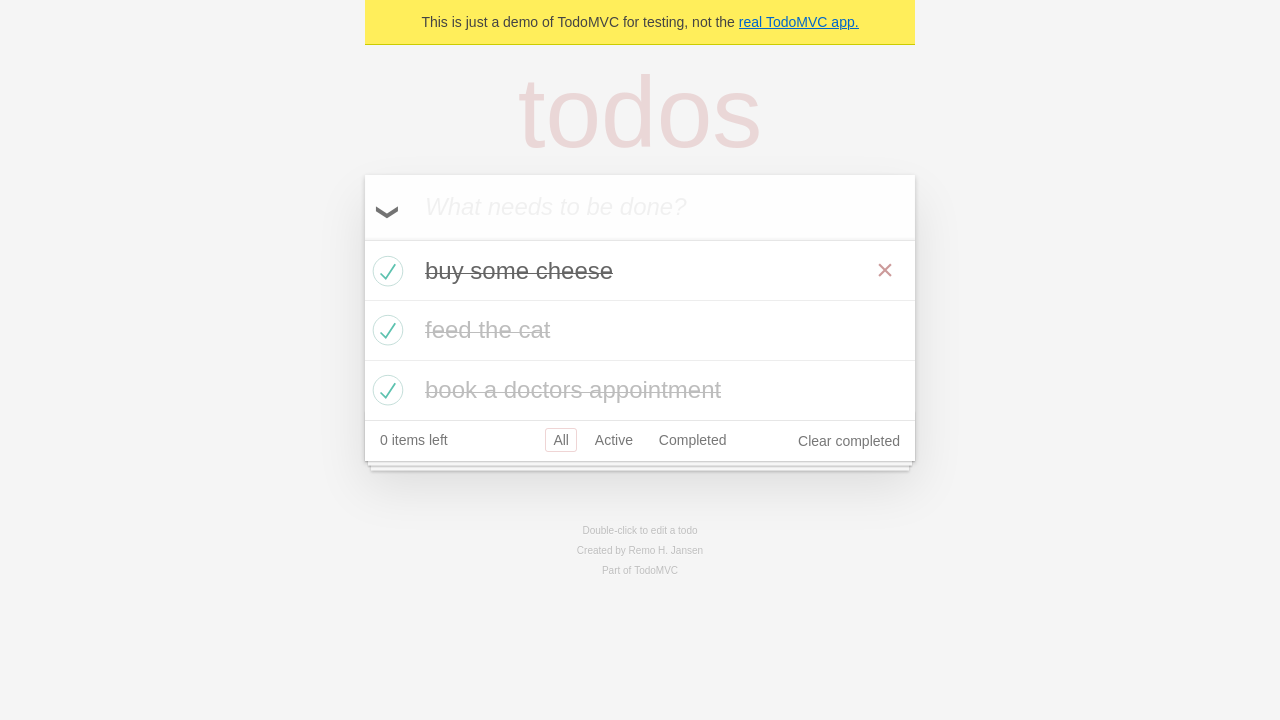 This is just a demo of TodoMVC for testing, not the real TodoMVC app.
todos
What needs to be done?
buy some cheese
feed the cat
book a doctors appointment
0 items left All Active Completed Clear completed
Double-click to edit a todo
Created by Remo H. Jansen
Part of TodoMVC